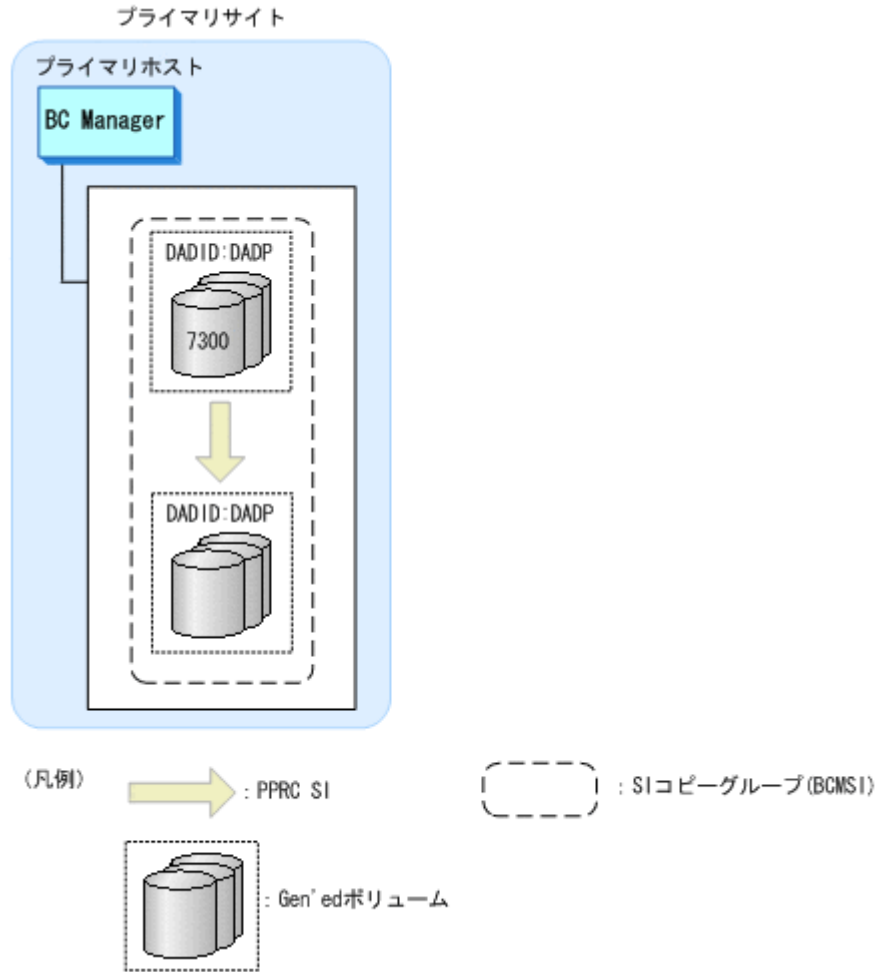 プライマリサイト
プライマリホスト
BC Manager
DADID:DADP
7300
DADID:DADP
(凡例)
: PPRC SI
: SIコピーグループ(BCMSI)
: Gen'edボリューム